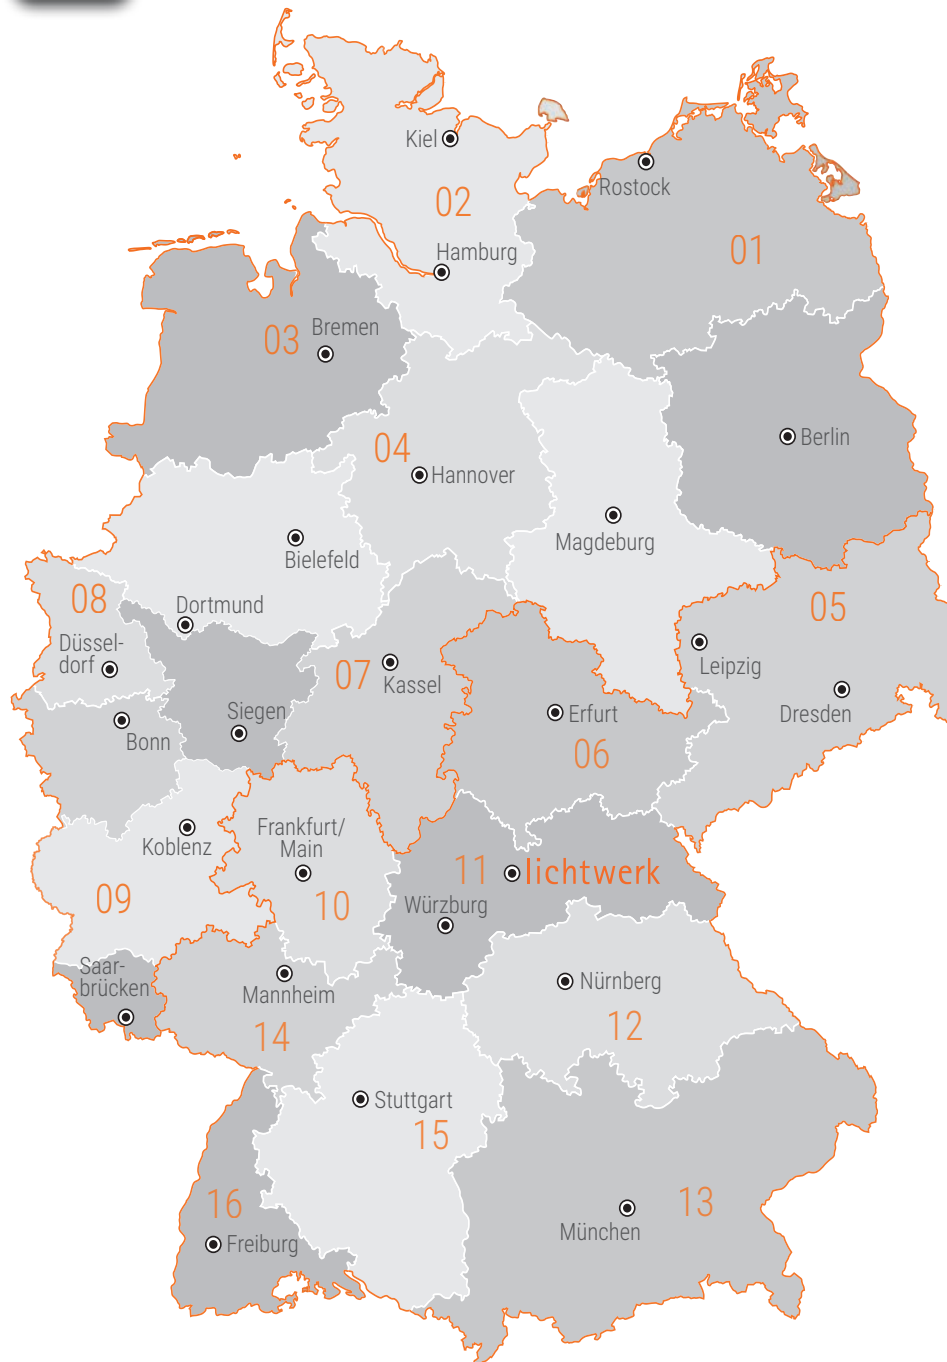 Kiel
02
Rostock
01
Hamburg
03
Bremen
04
Hannover
Berlin
Magdeburg
Bielefeld
08
Dortmund
05
Düssel-
dorf
07
Kassel
Leipzig
Siegen
Erfurt
Dresden
Bonn
06
Frankfurt/
Main
Koblenz
11
lichtwerk
09
10
Würzburg
Saar-
brücken
Mannheim
Nürnberg
14
12
Stuttgart
15
16
13
München
Freiburg